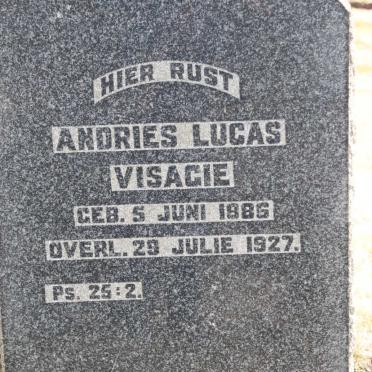 HIER RUST
ANDRIES LUCAS
VISAGIE
GEB. 5 JUNI 1886
OVERL. 29 JULIE 1927.
PS. 25:2.